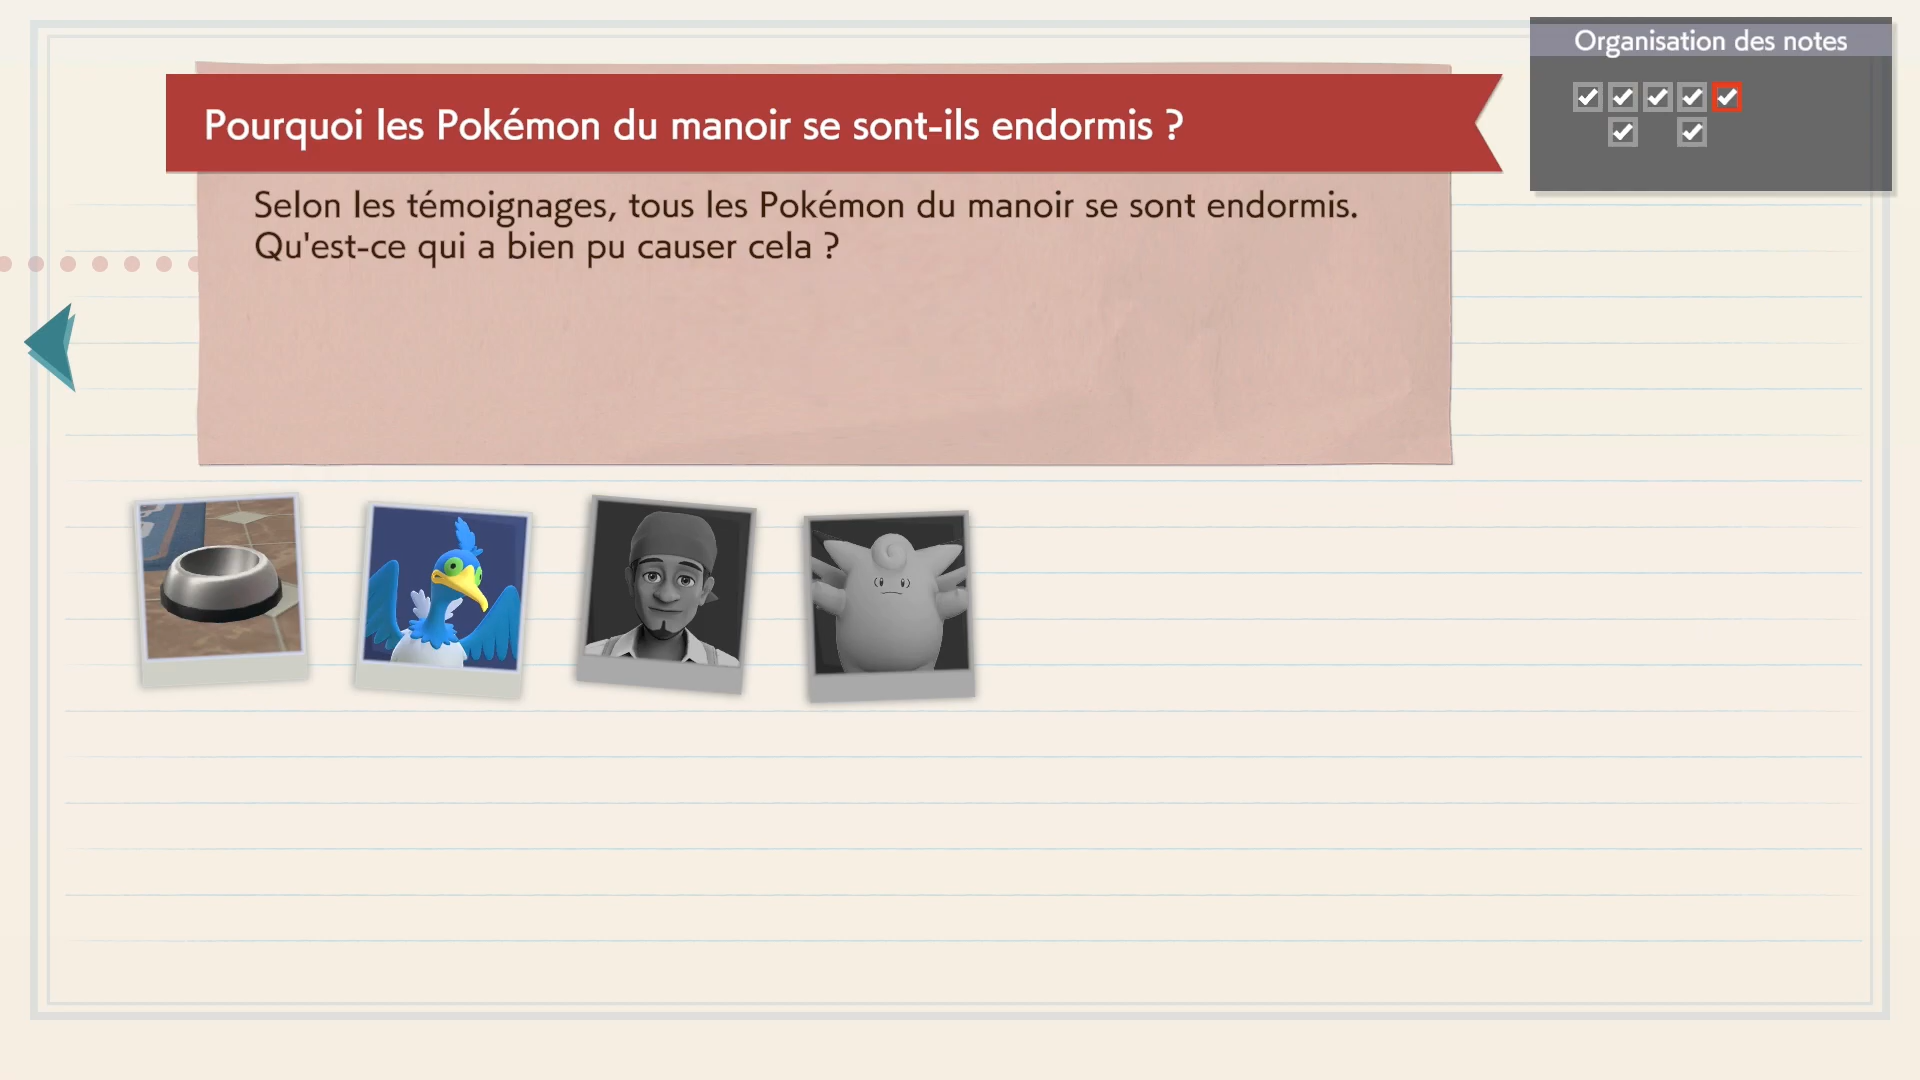 Organisation des notes
Pourquoi les Pokémon du manoir se sont-ils endormis ?
Selon les témoignages, tous les Pokémon du manoir se sont endormis.
Qu'est-ce qui a bien pu causer cela ?